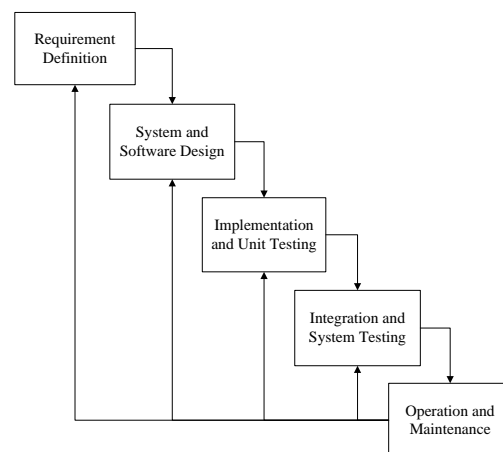 Requirement
Definition
System and
Software Design
Implementation
and Unit Testing
Integration and
System Testing
Operation and
Maintenance